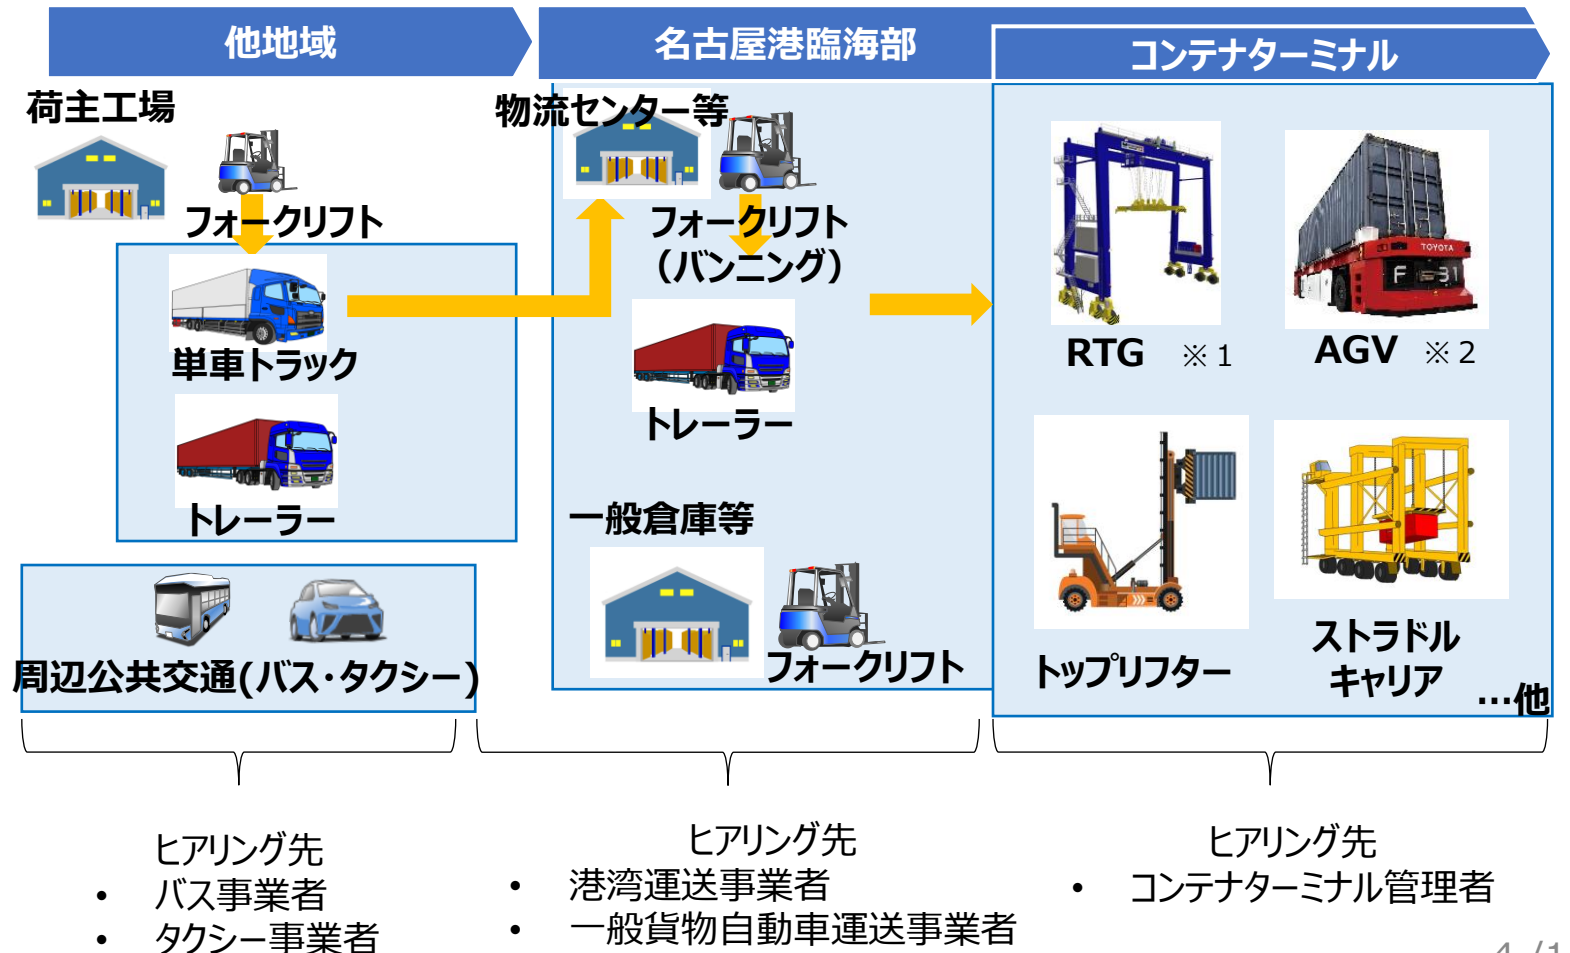 他地域
名古屋港臨海部
コンテナターミナル
荷主工場
フォークリフト
単車トラック
トレーラー
周辺公共交通(バス・タクシー)
物流センター等
フォークリフト
（バンニング）
トレーラー
一般倉庫等
フォークリフト
TOYOTA
F 31
RTG ※1
AGV ※2
トップリフター
ストラドル
キャリア
…他
ヒアリング先
• バス事業者
• タクシー事業者
ヒアリング先
• 港湾運送事業者
• 一般貨物自動車運送事業者
ヒアリング先
• コンテナターミナル管理者